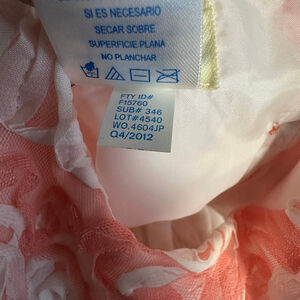 SI ES NECESARIO
SECAR SOBRE
SUPERFICIE PLANA
NO PLANCHAR
FTY ID#
F15760
SUB# 346
LOT#4540
WO.4604JP
Q4/2012